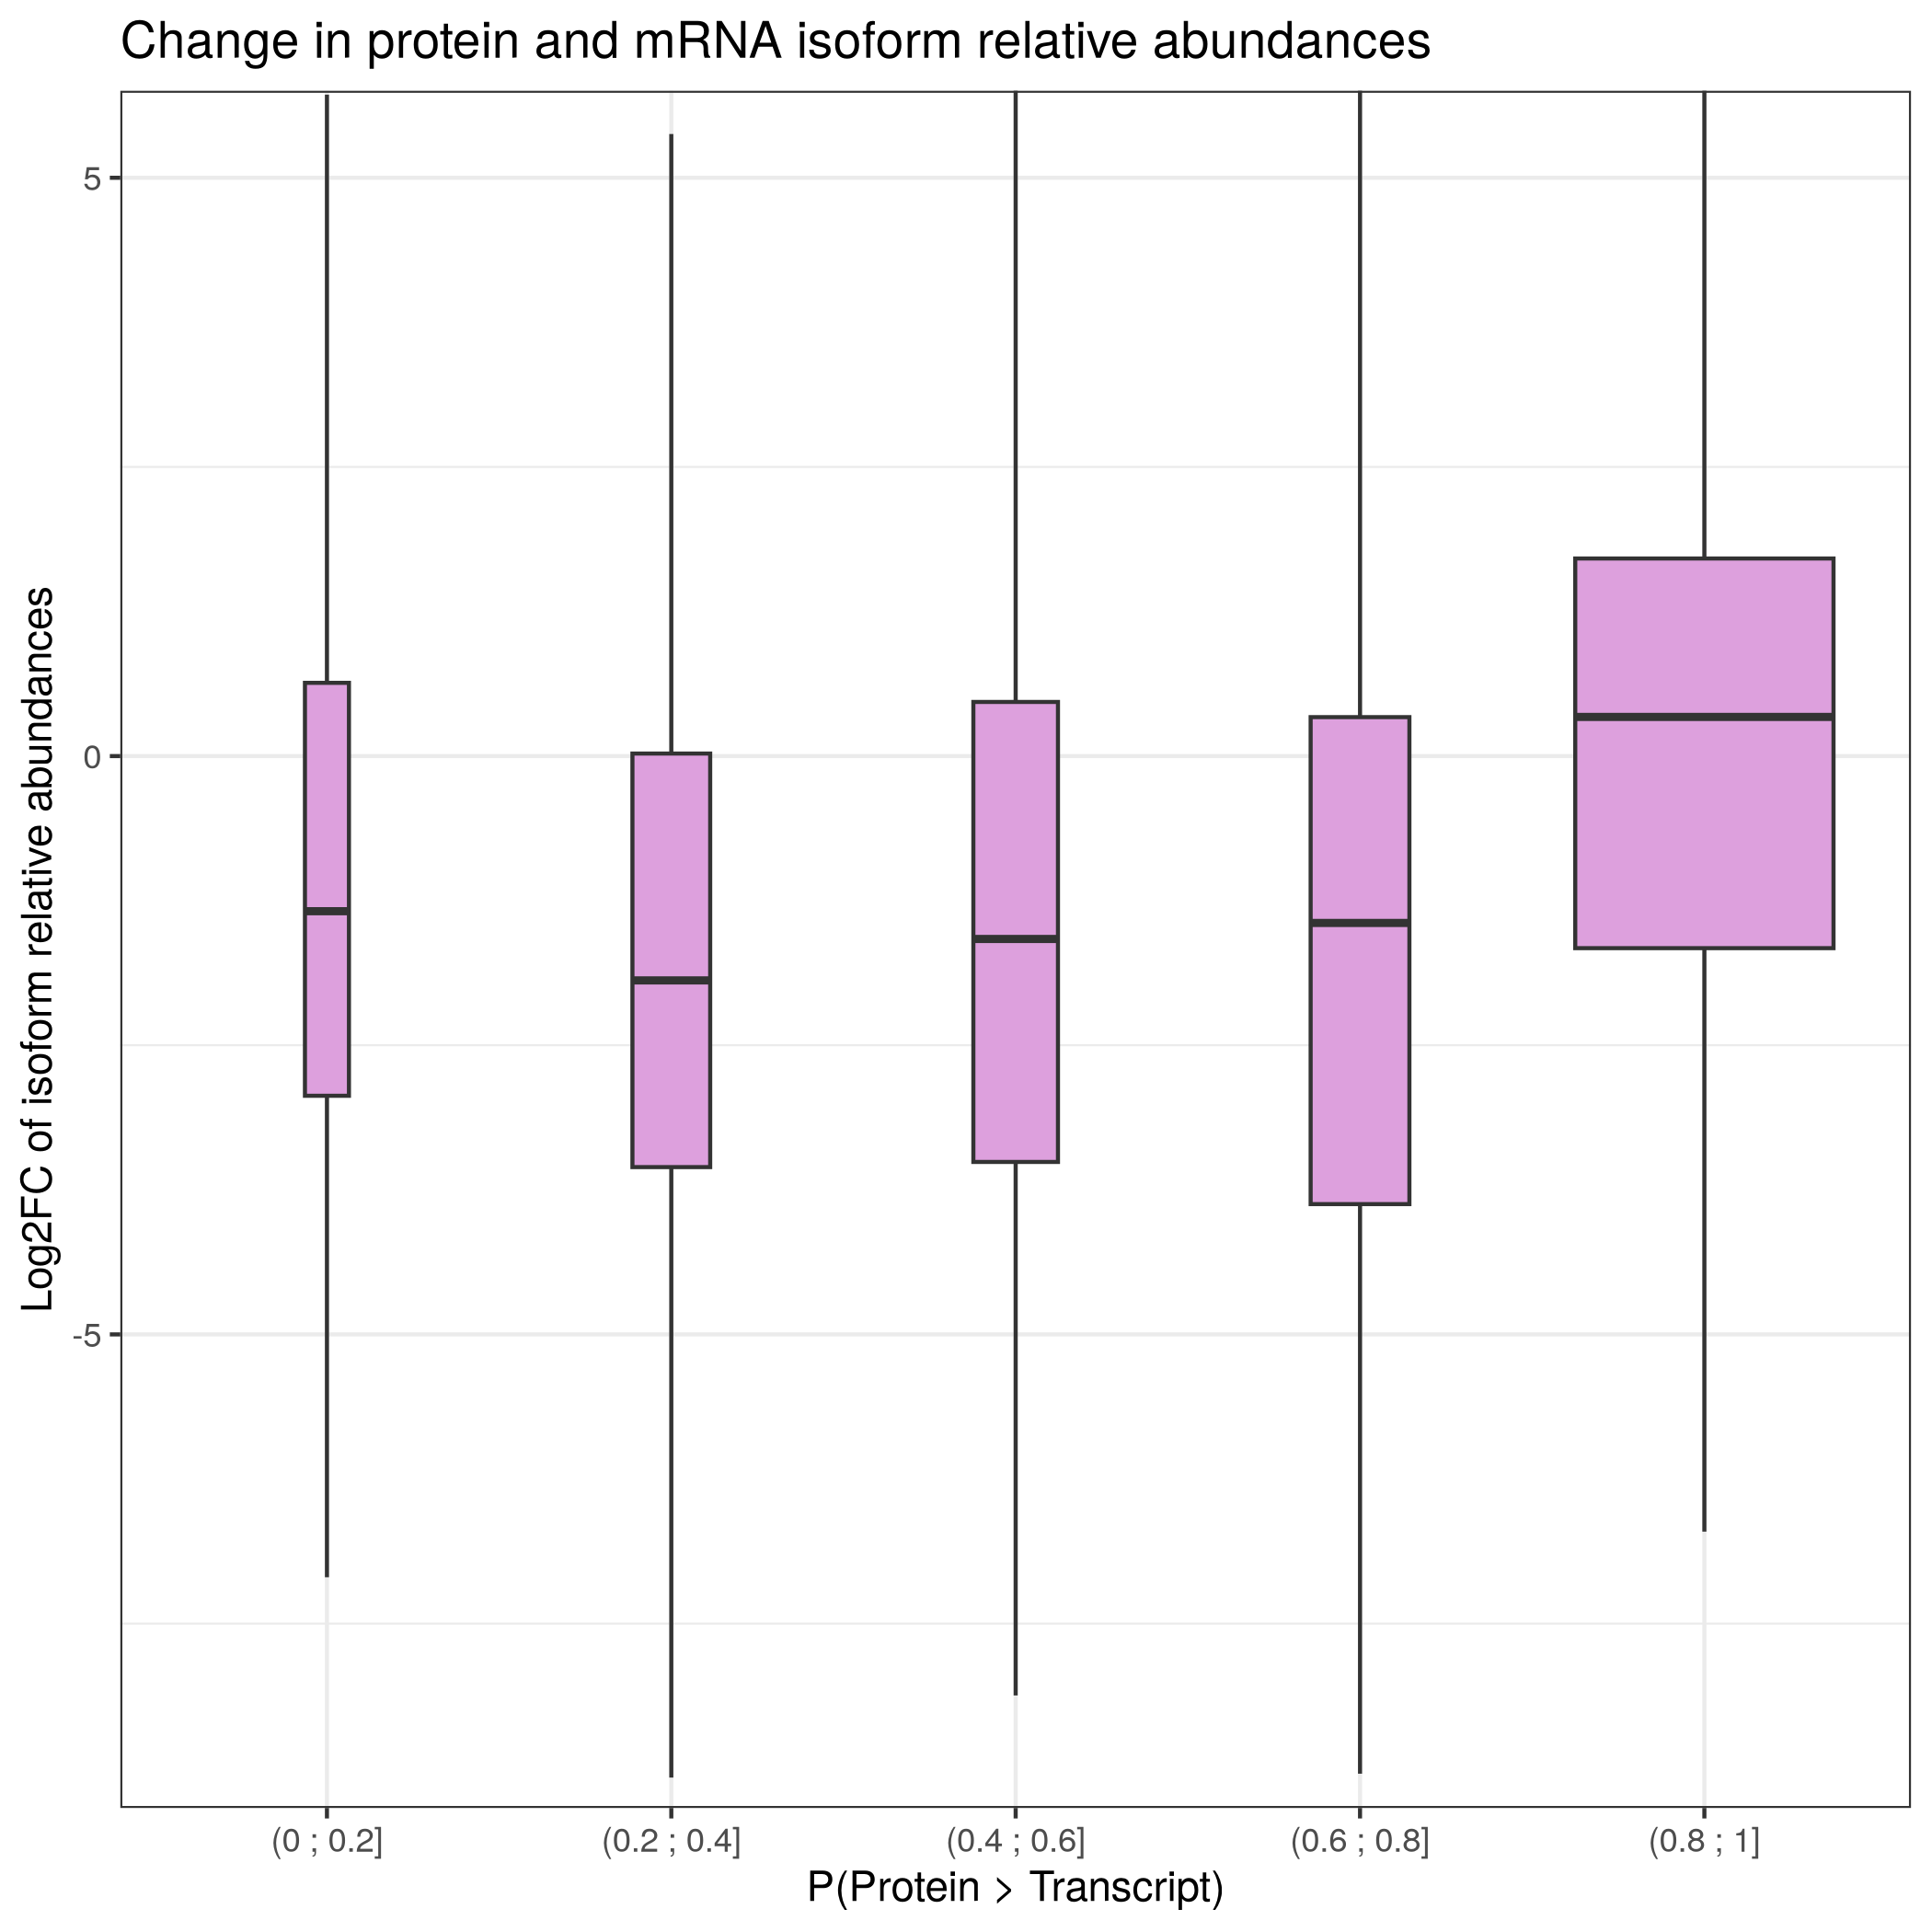 Change in protein and mRNA isoform relative abundances
Log2FC of isoform relative abundances
5
0
-5
(0 ; 0.2]
(0.2 ; 0.4]
(0.4 ; 0.6]
(0.6 ; 0.8]
(0.8 ; 1]
P(Protein > Transcript)